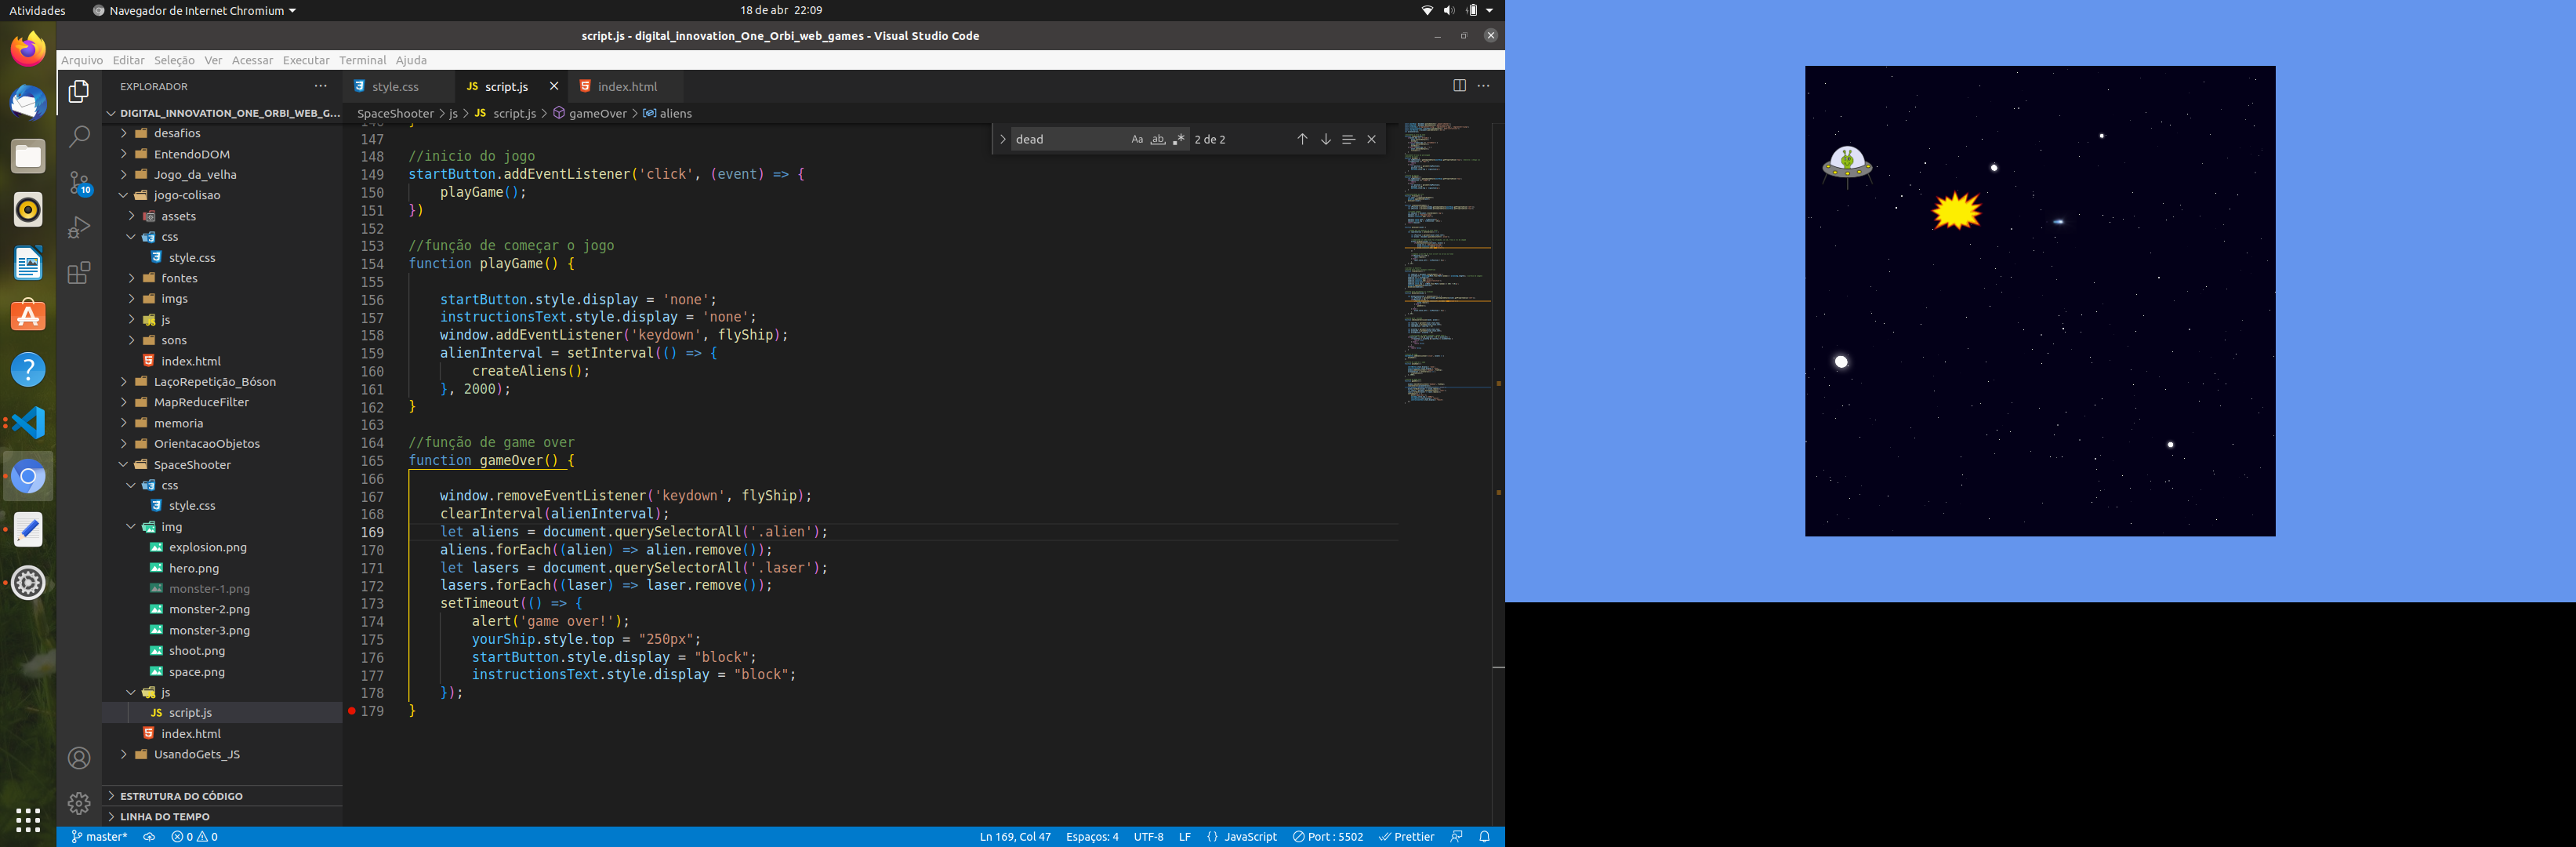 Atividades
Navegador de Internet Chromium
18 de abr 22:09
script.js - digital_innovation_One_Orbi_web_games - Visual Studio Code
Arquivo Editar Seleção Ver Acessar Executar Terminal Ajuda
EXPLORADOR
DIGITAL_INNOVATION_ONE_ORBI_WEB_G...
desafios
EntendoDOM
Jogo_da_velha
jogo-colisao
assets
css
style.css
fontes
imgs
js
sons
index.html
LaçoRepetição_Bóson
MapReduceFilter
memoria
OrientacaoObjetos
SpaceShooter
css
style.css
img
explosion.png
hero.png
monster-1.png
monster-2.png
monster-3.png
shoot.png
space.png
js
script.js
index.html
UsandoGets_JS
ESTRUTURA DO CÓDIGO
LINHA DO TEMPO
10
style.css
JS script.js
index.html
SpaceShooter > js > JS script.js > gameOver > aliens
dead Aa ab 2 de 2
146 }
147
148 //inicio do jogo
149 startButton.addEventListener('click', (event) => {
150 playGame();
151 })
152
153 //função de começar o jogo
154 function playGame() {
155
156 startButton.style.display = 'none';
157 instructionsText.style.display = 'none';
158 window.addEventListener('keydown', flyShip);
159 alienInterval = setInterval(() => {
160 createAliens();
161 }, 2000);
162 }
163
164 //função de game over
165 function gameOver() {
166
167 window.removeEventListener('keydown', flyShip);
168 clearInterval(alienInterval);
169 let aliens = document.querySelectorAll('.alien');
170 aliens.forEach((alien) => alien.remove());
171 let lasers = document.querySelectorAll('.laser');
172 lasers.forEach((laser) => laser.remove());
173 setTimeout(() => {
174 alert('game over!');
175 yourShip.style.top = "250px";
176 startButton.style.display = "block";
177 instructionsText.style.display = "block";
178 });
179 }
master* 0 0
Ln 169, Col 47 Espaços: 4 UTF-8 LF {} JavaScript Port : 5502 Prettier